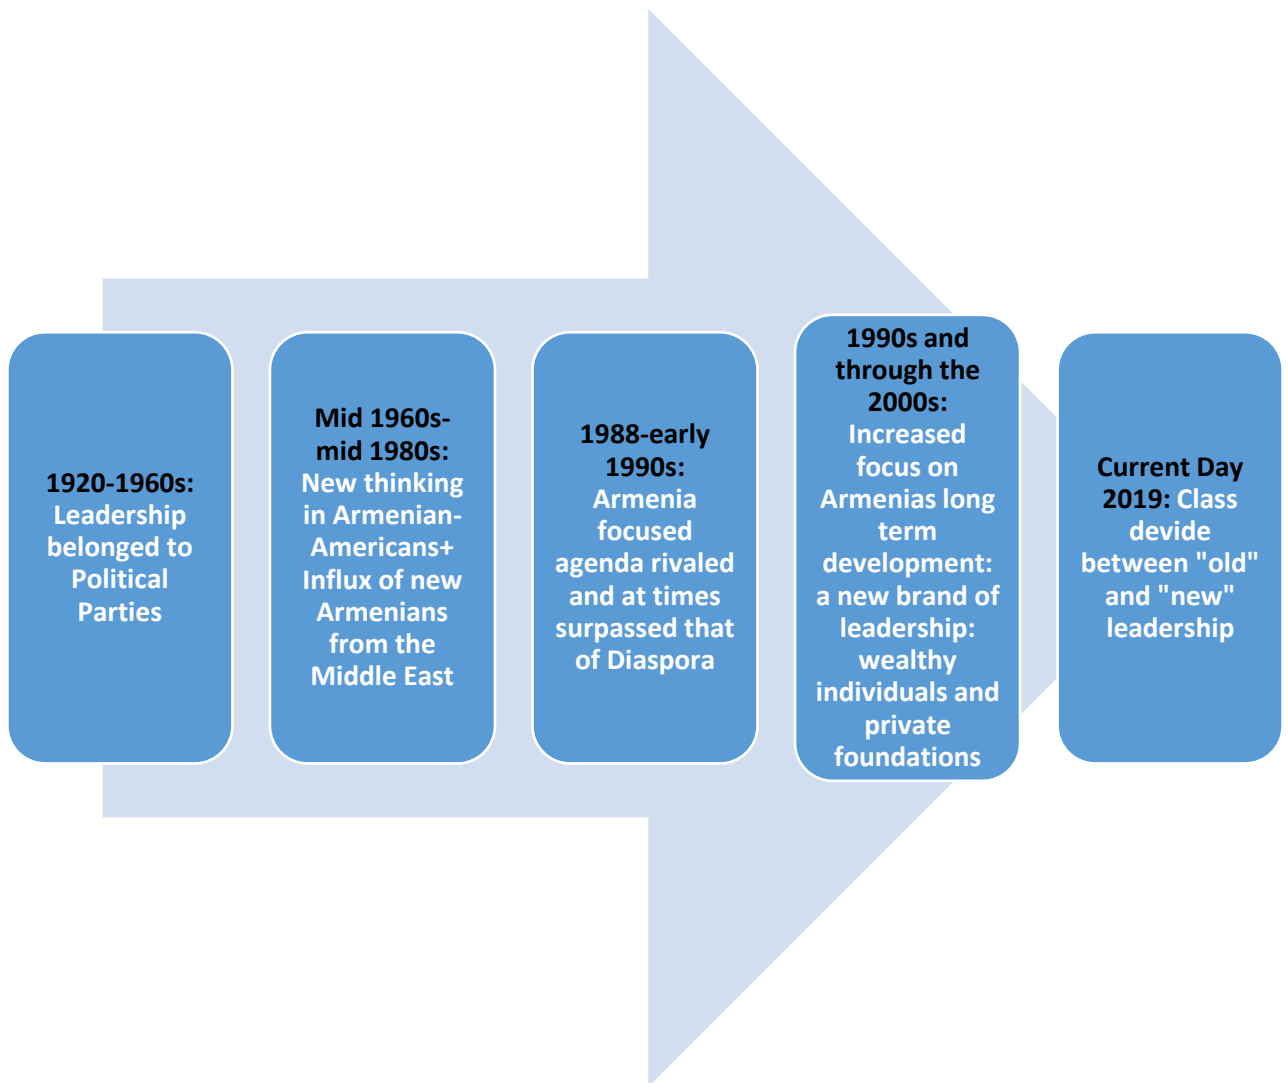 1920-1960s:
Leadership
belonged to
Political
Parties
Mid 1960s-
mid 1980s:
New thinking
in Armenian-
Americans+
Influx of new
Armenians
from the
Middle East
1988-early
1990s:
Armenia
focused
agenda rivaled
and at times
surpassed that
of Diaspora
1990s and
through the
2000s:
Increased
focus on
Armenias long
term
development:
a new brand of
leadership:
wealthy
individuals and
private
foundations
Current Day
2019: Class
devide
between "old"
and "new"
leadership